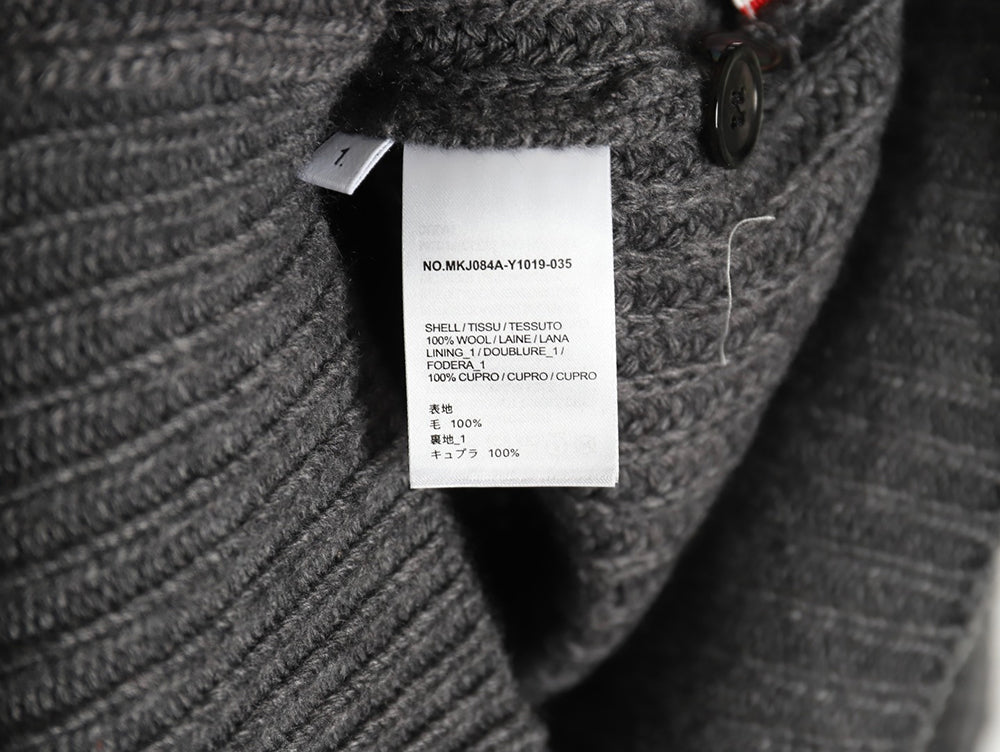 1.
NO.MKJ084A-Y1019-035
SHELL / TISSU / TESSUTO
100% WOOL / LAINE / LANA
LINING_1 / DOUBLURE_1 /
FODERA_1
100% CUPRO / CUPRO / CUPRO
表地
毛 100%
裏地_1
キュプラ 100%